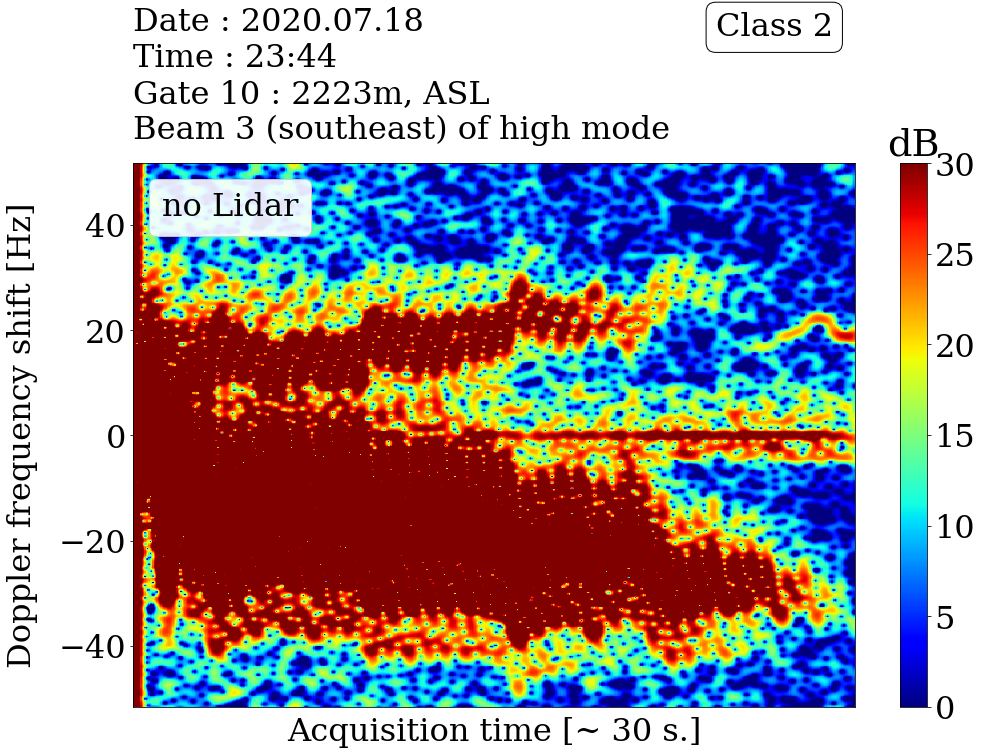 Date : 2020.07.18
Time : 23:44
Gate 10 : 2223m, ASL
Beam 3 (southeast) of high mode
Class 2
dB
no Lidar
Doppler frequency shift [Hz]
40
20
0
−20
−40
30
25
20
15
10
5
0
Acquisition time [~ 30 s.]